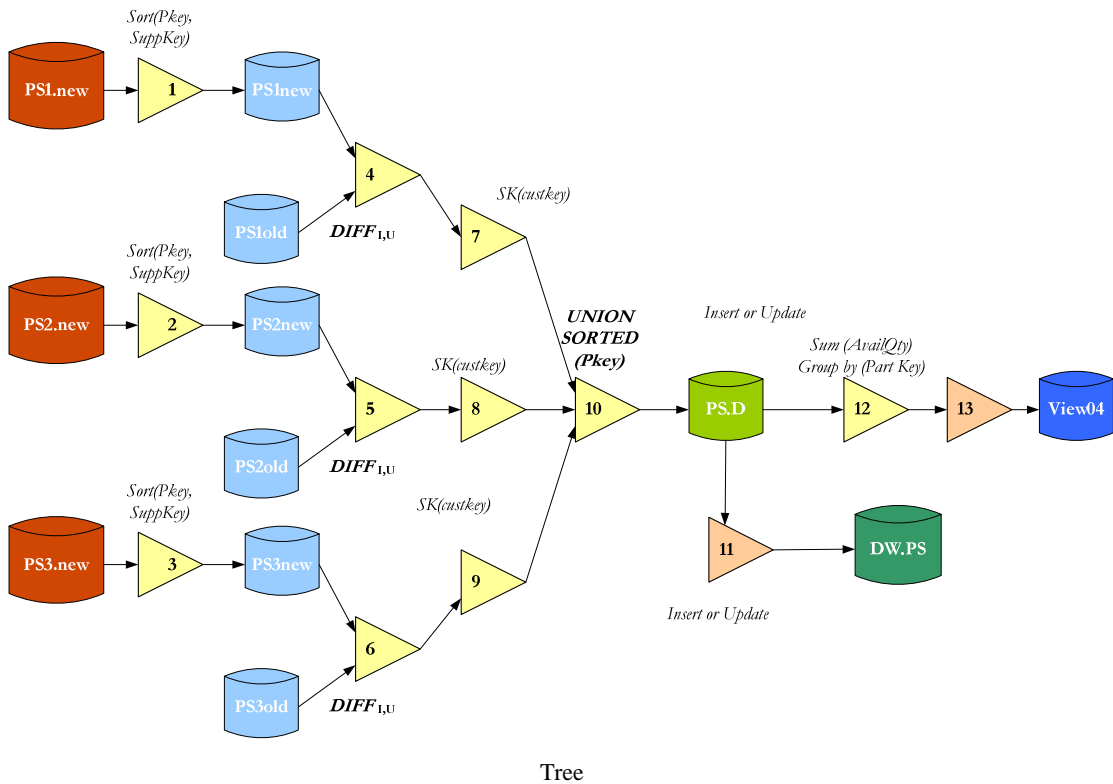 Sort(Pkey,
SuppKey)
PS1.new
1
PS1new
4
PS1old
DIFF I,U
SK(custkey)
7
Sort(Pkey,
SuppKey)
PS2.new
2
PS2new
5
PS2old
DIFF I,U
SK(custkey)
8
UNION
SORTED
(Pkey)
10
Insert or Update
PS.D
Sum (AvailQty)
Group by (Part Key)
12
13
View04
Sort(Pkey,
SuppKey)
PS3.new
3
PS3new
6
PS3old
DIFF I,U
SK(custkey)
9
11
DW.PS
Insert or Update
Tree